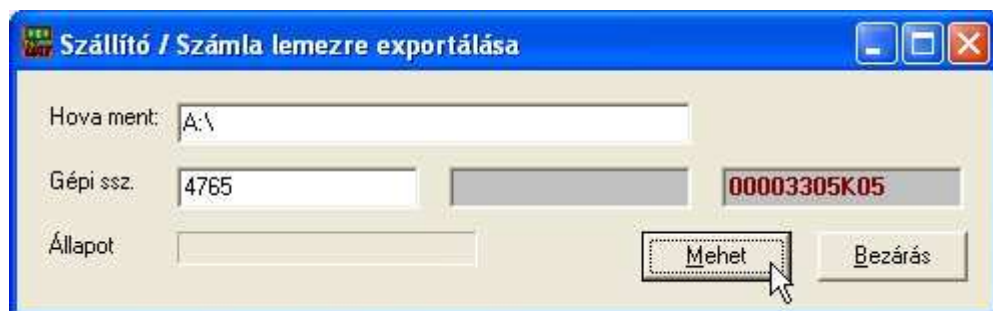 Szállító / Számla lemezre exportálása
Hova ment: A:\
Gépi ssz. 4765 00003305K05
Állapot Mehet Bezárás